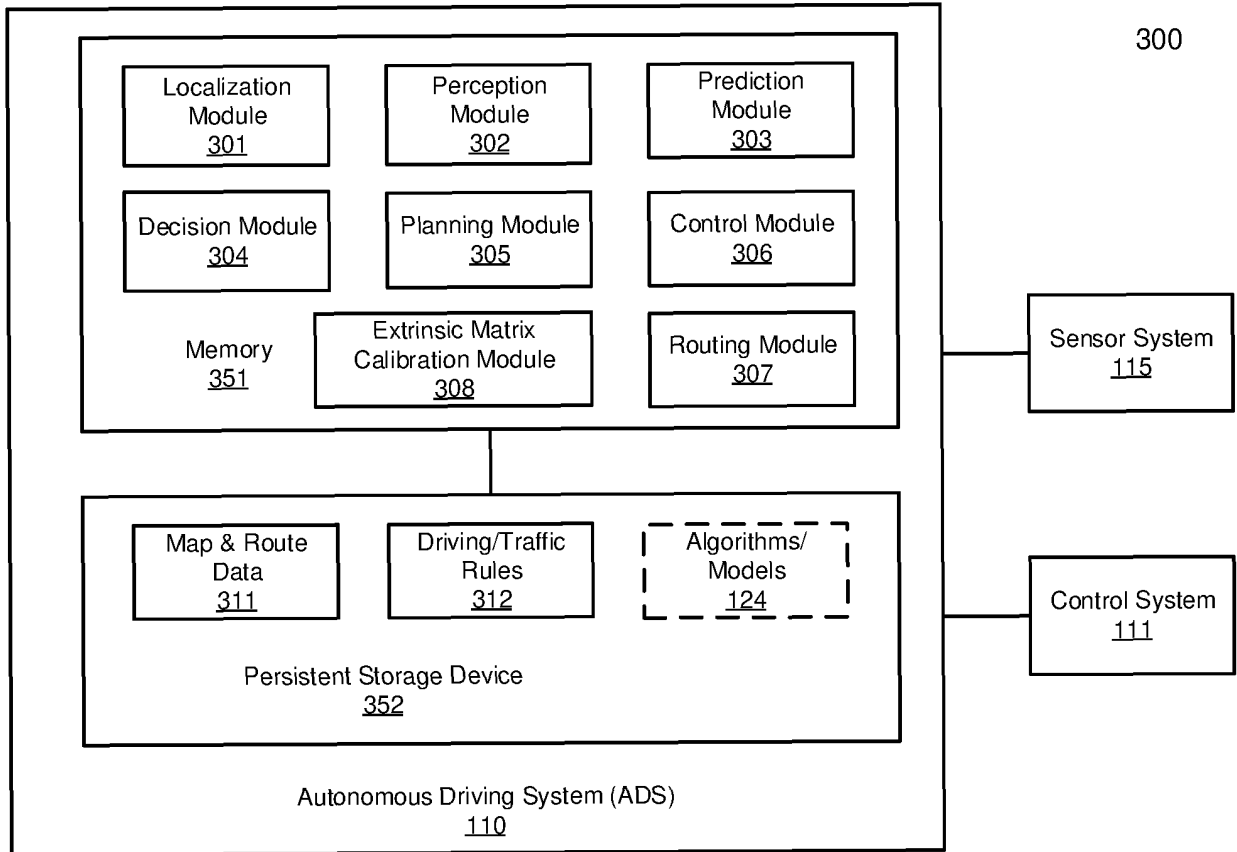 300
Localization
Module
301
Perception
Module
302
Prediction
Module
303
Decision Module
304
Planning Module
305
Control Module
306
Memory
351
Extrinsic Matrix
Calibration Module
308
Routing Module
307
Sensor System
115
Map & Route
Data
311
Driving/Traffic
Rules
312
Algorithms/
Models
124
Control System
111
Persistent Storage Device
352
Autonomous Driving System (ADS)
110